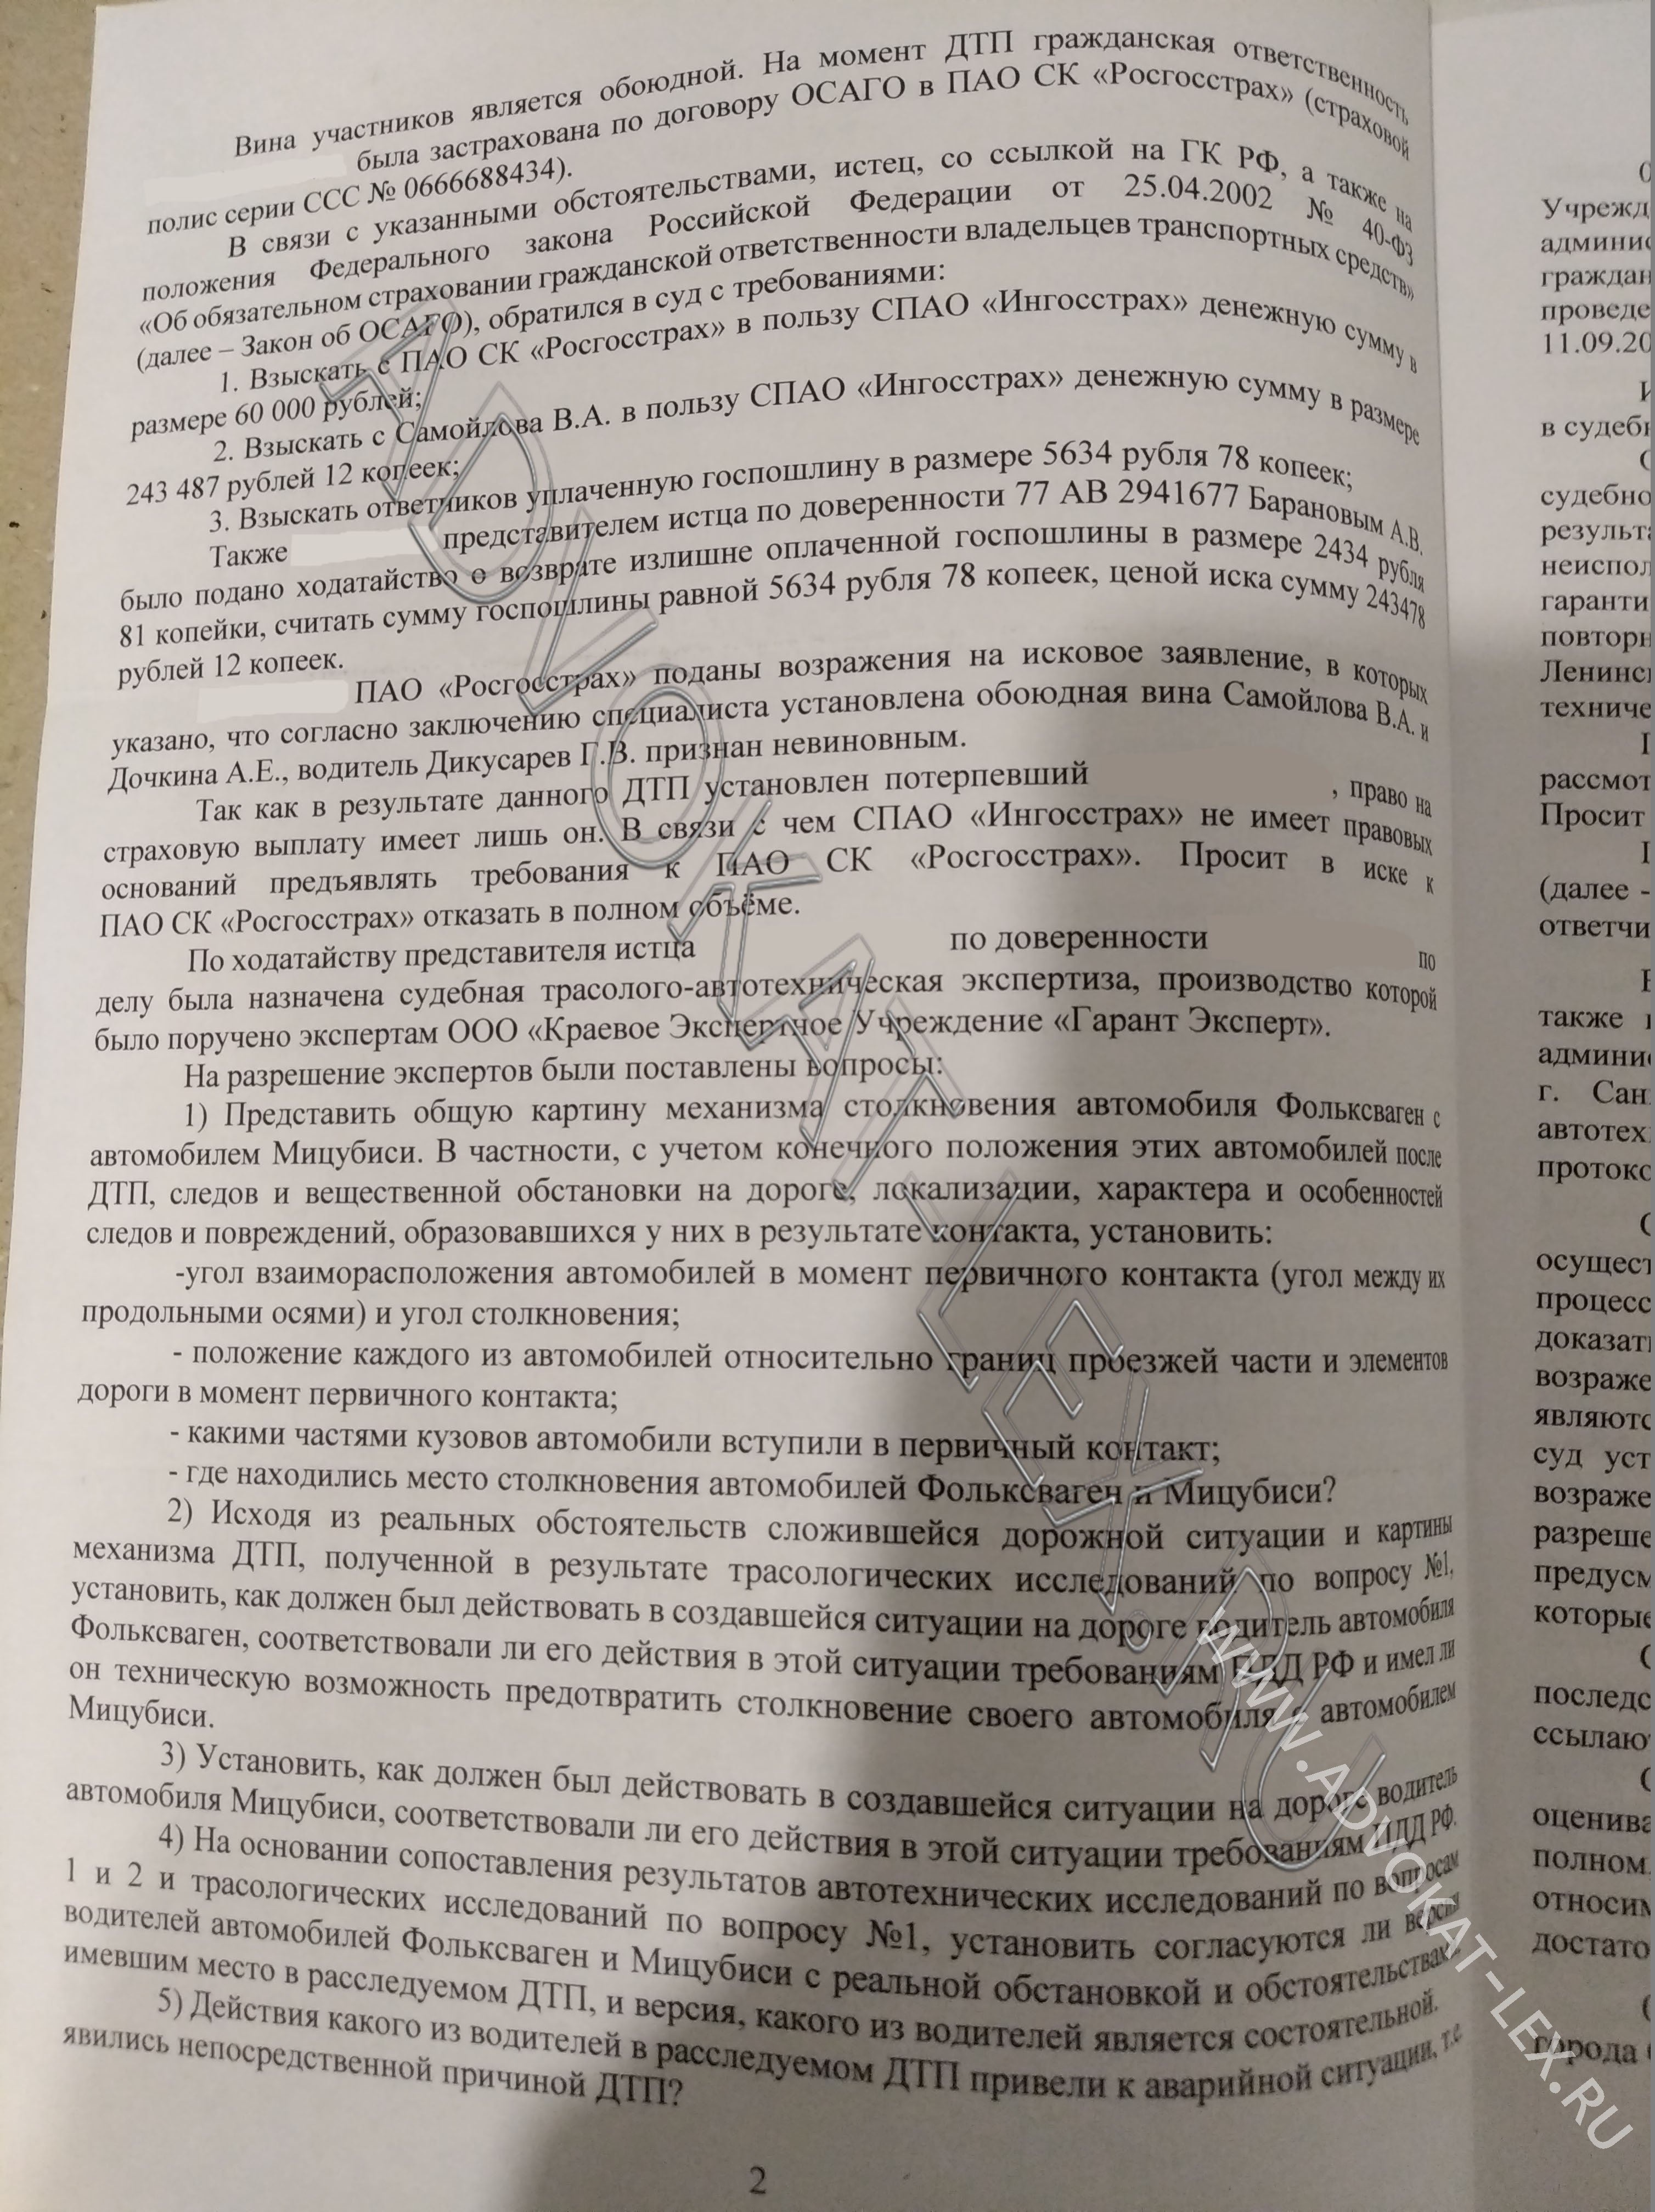 Вина участников является обоюдной. На момент ДТП гражданская ответственность
была застрахована по договору ОСАГО в ПАО СК «Росгосстрах» (страховой
полис серии ССС № 0666688434).
В связи с указанными обстоятельствами, истец, со ссылкой на ГК РФ, а также на
положения Федерального закона Российской Федерации от 25.04.2002 № 40-ФЗ
«Об обязательном страховании гражданской ответственности владельцев транспортных средств»
(далее – Закон об ОСАГО), обратился в суд с требованиями:
1. Взыскать с ПАО СК «Росгосстрах» в пользу СПАО «Ингосстрах» денежную сумму в
размере 60 000 рублей;
2. Взыскать с Самойлова В.А. в пользу СПАО «Ингосстрах» денежную сумму в размере
243 487 рублей 12 копеек;
3. Взыскать ответчиков уплаченную госпошлину в размере 5634 рубля 78 копеек;
Также представителем истца по доверенности 77 АВ 2941677 Барановым А.В.
было подано ходатайство о возврате излишне оплаченной госпошлины в размере 2434 рубля
81 копейки, считать сумму госпошлины равной 5634 рубля 78 копеек, ценой иска сумму 243478
рублей 12 копеек.
ПАО «Росгосстрах» поданы возражения на исковое заявление, в которых
указано, что согласно заключению специалиста установлена обоюдная вина Самойлова В.А. и
Дочкина А.Е., водитель Дикусарев Г.В. признан невиновным.
Так как в результате данного ДТП установлен потерпевший , право на
страховую выплату имеет лишь он. В связи с чем СПАО «Ингосстрах» не имеет правовых
оснований предъявлять требования к ПАО СК «Росгосстрах». Просит в иске к
ПАО СК «Росгосстрах» отказать в полном объёме.
По ходатайству представителя истца по доверенности по
делу была назначена судебная трасолого-автотехническая экспертиза, производство которой
было поручено экспертам ООО «Краевое Экспертное Учреждение «Гарант Эксперт».
На разрешение экспертов были поставлены вопросы:
1) Представить общую картину механизма столкновения автомобиля Фольксваген с
автомобилем Мицубиси. В частности, с учетом конечного положения этих автомобилей после
ДТП, следов и вещественной обстановки на дороге, локализации, характера и особенностей
следов и повреждений, образовавшихся у них в результате контакта, установить:
-угол взаиморасположения автомобилей в момент первичного контакта (угол между их
продольными осями) и угол столкновения;
- положение каждого из автомобилей относительно границ проезжей части и элементов
дороги в момент первичного контакта;
- какими частями кузовов автомобили вступили в первичный контакт;
- где находились место столкновения автомобилей Фольксваген и Мицубиси?
2) Исходя из реальных обстоятельств сложившейся дорожной ситуации и картины
механизма ДТП, полученной в результате трасологических исследований по вопросу №1,
установить, как должен был действовать в создавшейся ситуации на дороге водитель автомобиля
Фольксваген, соответствовали ли его действия в этой ситуации требованиям ПДД РФ и имел ли
он техническую возможность предотвратить столкновение своего автомобиля с автомобилем
Мицубиси.
3) Установить, как должен был действовать в создавшейся ситуации на дороге водитель
автомобиля Мицубиси, соответствовали ли его действия в этой ситуации требованиям ПДД РФ.
4) На основании сопоставления результатов автотехнических исследований по вопросам
1 и 2 и трасологических исследований по вопросу №1, установить согласуются ли версии
водителей автомобилей Фольксваген и Мицубиси с реальной обстановкой и обстоятельствами,
имевшим место в расследуемом ДТП, и версия, какого из водителей является состоятельной.
5) Действия какого из водителей в расследуемом ДТП привели к аварийной ситуации, т.е.
явились непосредственной причиной ДТП?
2
ADVOKAT-LEX.RU
WWW.ADVOKAT-LEX.RU
Учрежд
админис
граждан
проведе
11.09.20
в судебн
судебно
результа
неиспол
гаранти
повторн
Ленинс
техниче
рассмот
Просит
(далее -
ответчи
также
админис
г. Сан
автотех
протоко
осущест
процесс
доказат
возраже
являютс
суд уст
возраже
разреше
предусм
которые
последс
ссылаю
оценива
полном
относим
достато
города